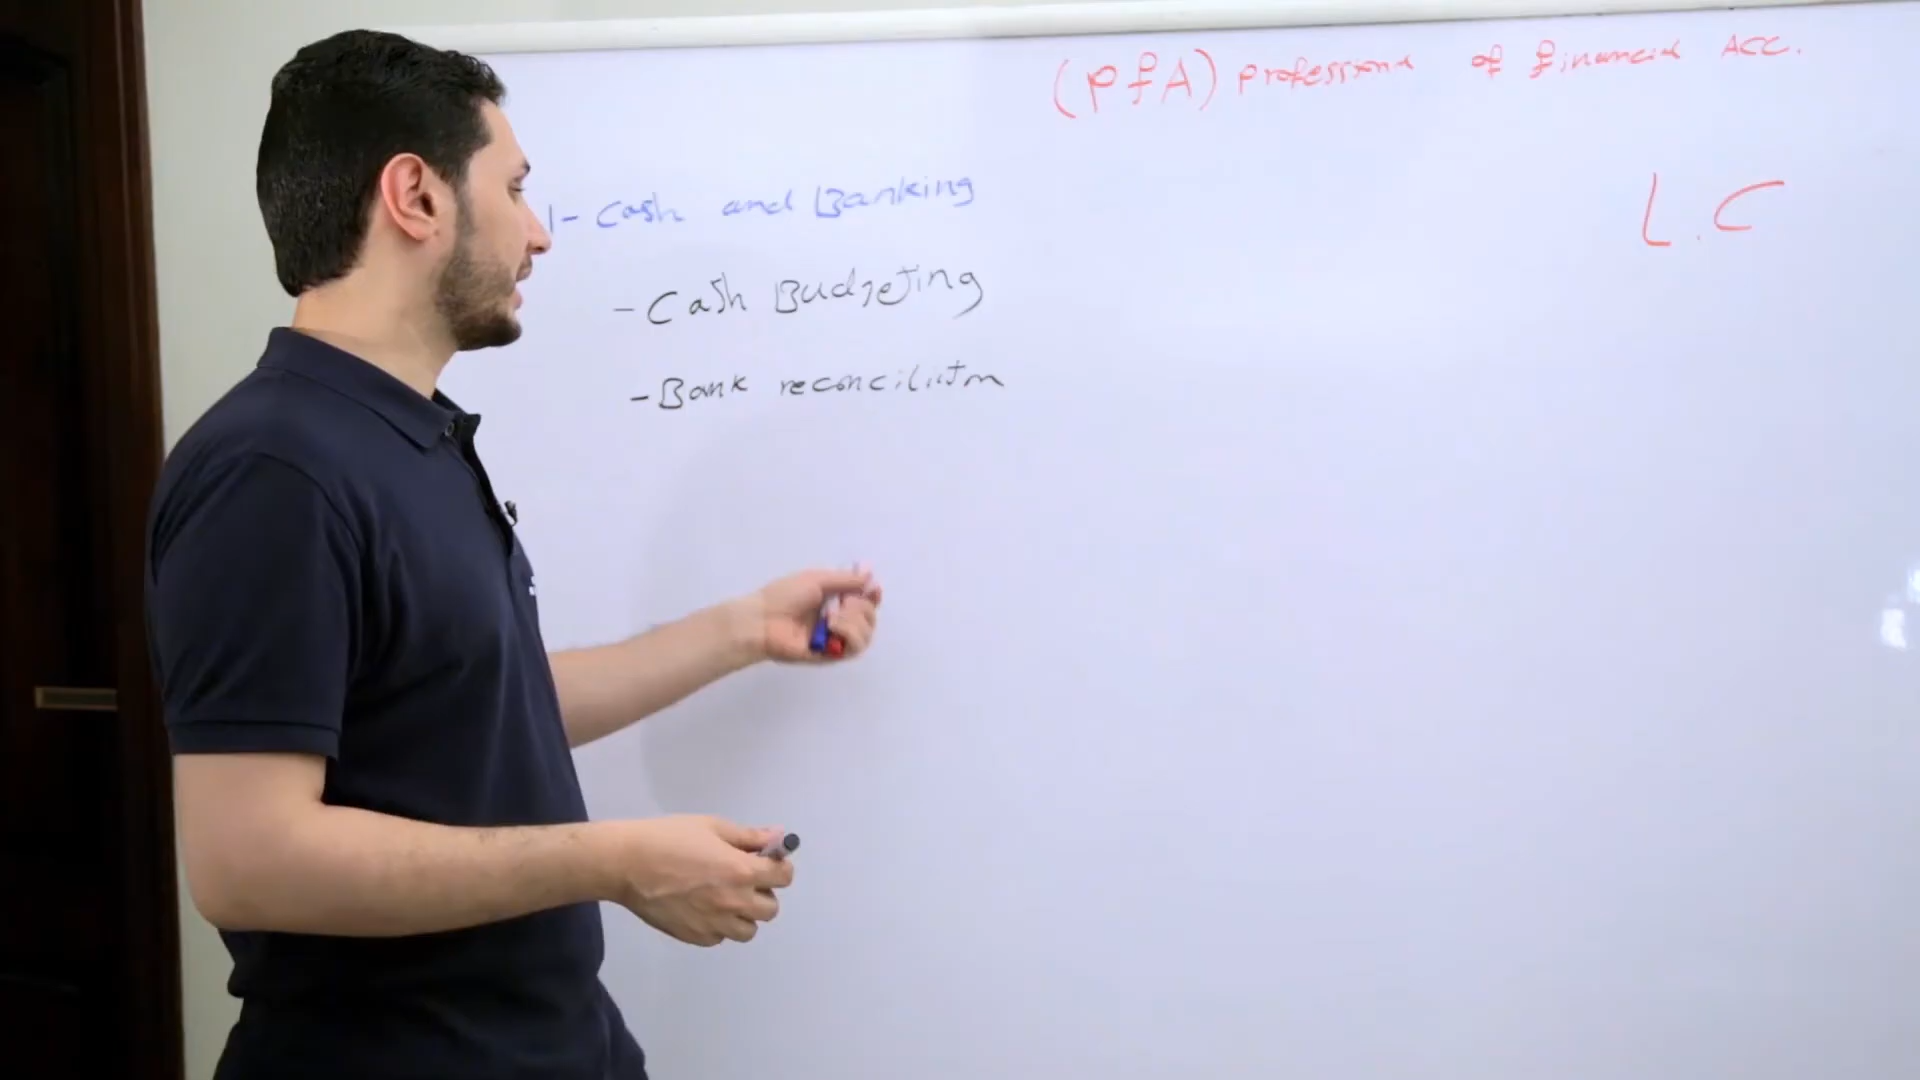 (PfA) professional of financial Acc.
L.C
1- Cash and Banking
- Cash Budgeting
- Bank reconciliation